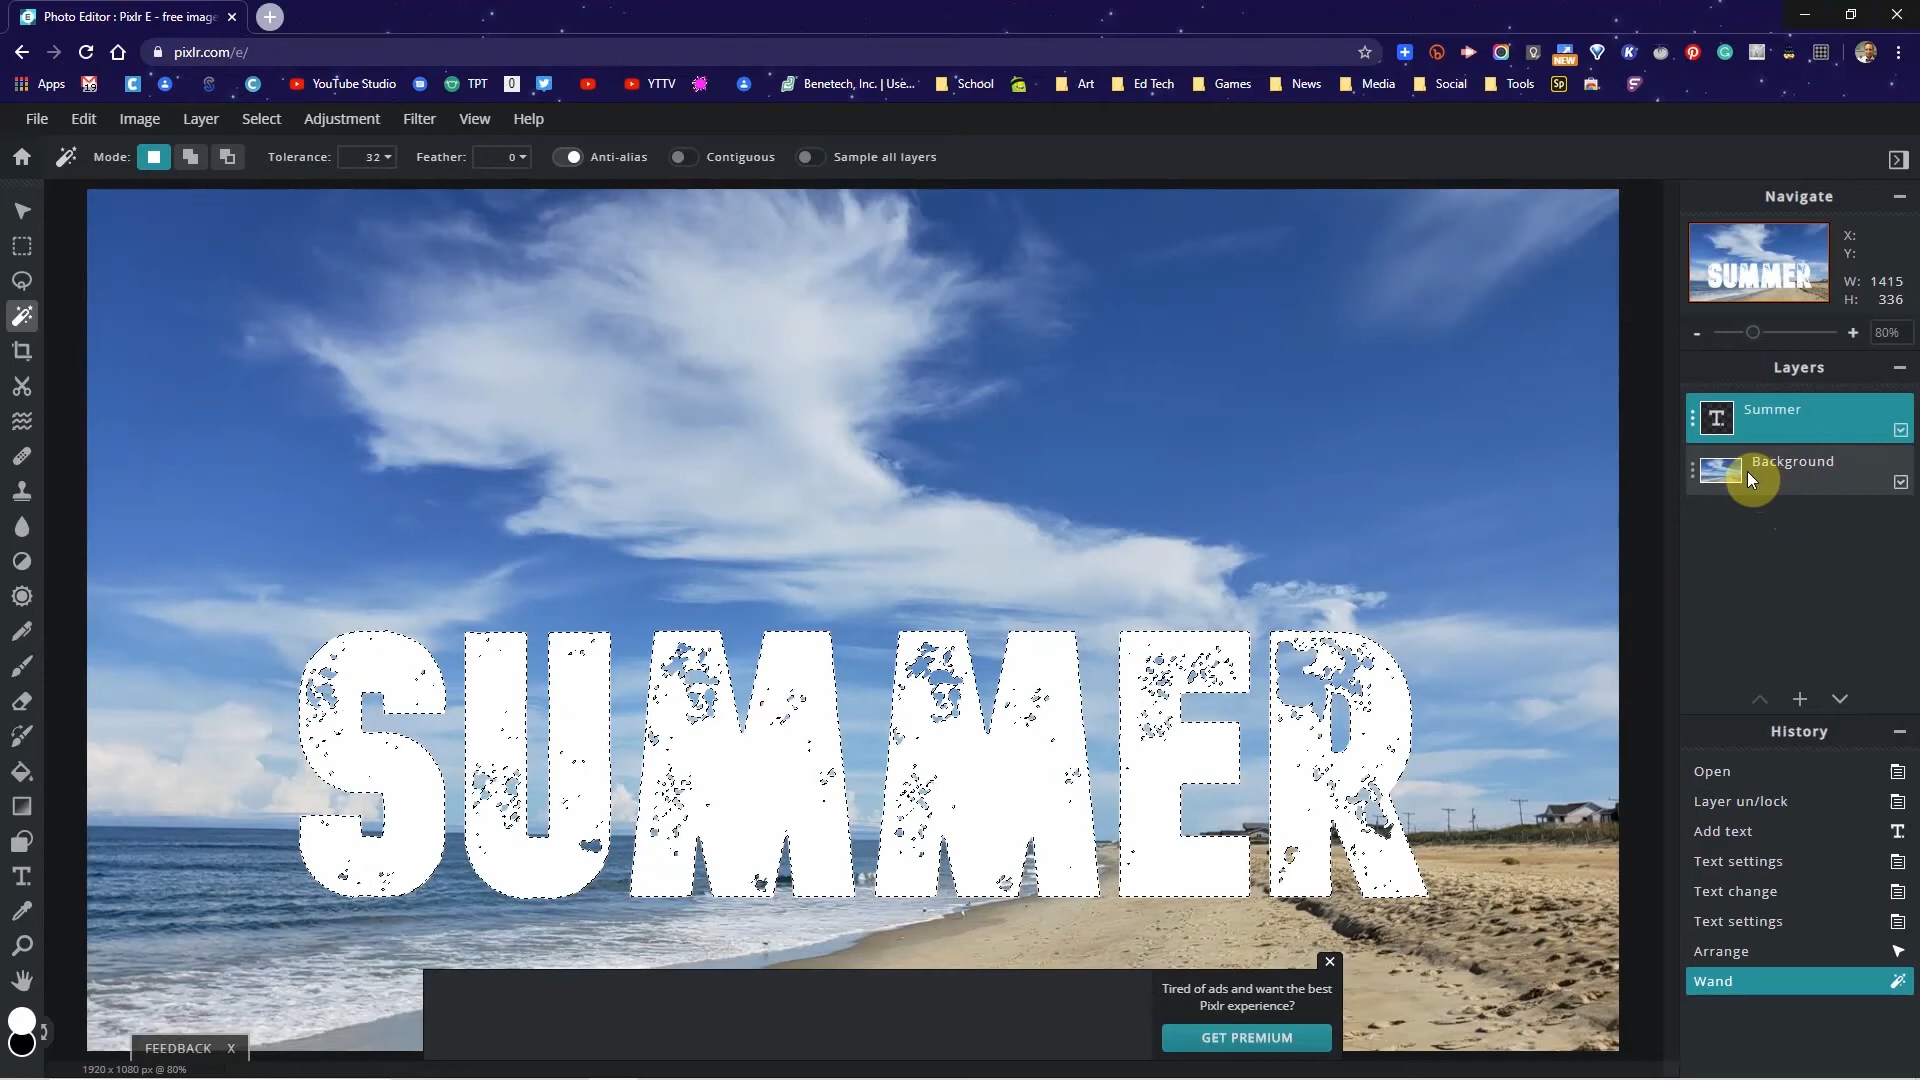 Photo Editor : Pixlr E - free image
pixlr.com/e/
NEW
Apps
19
YouTube Studio
TPT
YTTV
Benetech, Inc. | Use...
School
Art
Ed Tech
Games
News
Media
Social
Tools
Sp
File Edit Image Layer Select Adjustment Filter View Help
Mode:
Tolerance: 32
Feather: 0
Anti-alias
Contiguous
Sample all layers
Navigate
SUMMER
X:
Y:
W: 1415
H: 336
80%
Layers
Summer
Background
SUMMER
History
Open
Layer un/lock
Add text
Text settings
Text change
Text settings
Arrange
Wand
Tired of ads and want the best
Pixlr experience?
GET PREMIUM
FEEDBACK X
1920 x 1080 px @ 80%